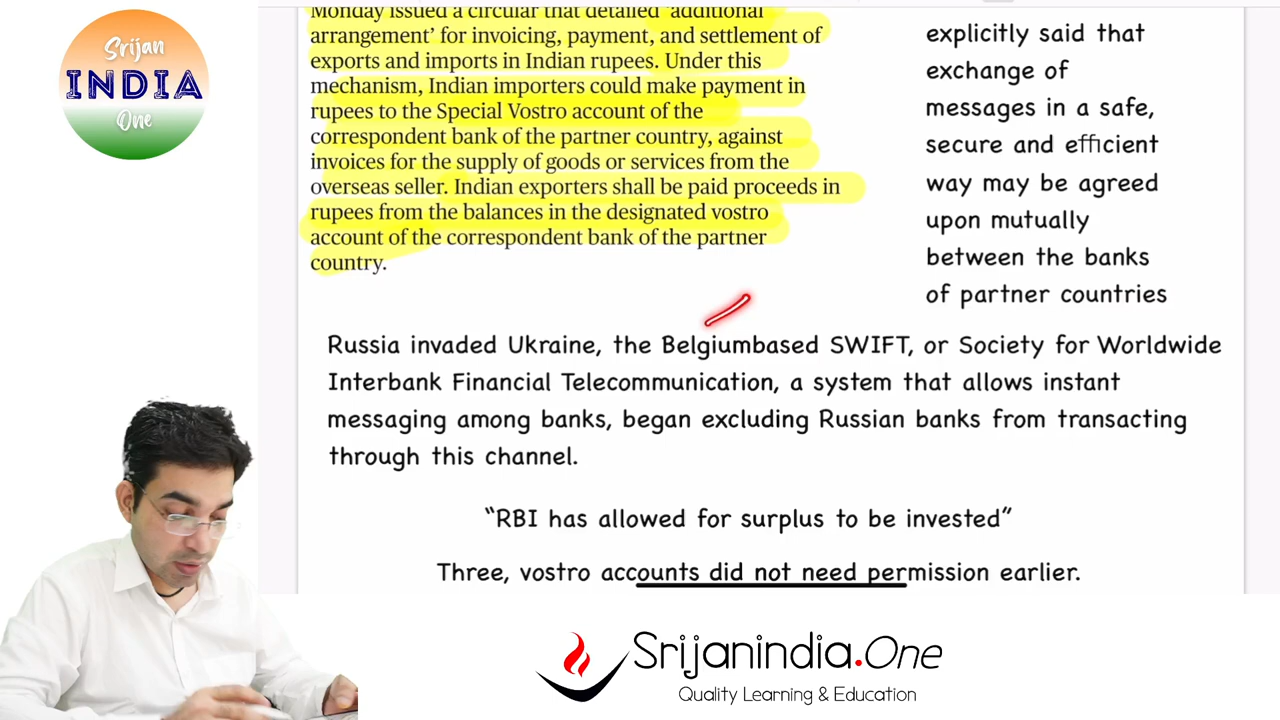 Srijan
INDIA
One
Monday issued a circular that detailed 'additional
arrangement' for invoicing, payment, and settlement of
exports and imports in Indian rupees. Under this
mechanism, Indian importers could make payment in
rupees to the Special Vostro account of the
correspondent bank of the partner country, against
invoices for the supply of goods or services from the
overseas seller. Indian exporters shall be paid proceeds in
rupees from the balances in the designated vostro
account of the correspondent bank of the partner
country.
explicitly said that
exchange of
messages in a safe,
secure and efficient
way may be agreed
upon mutually
between the banks
of partner countries
Russia invaded Ukraine, the Belgiumbased SWIFT, or Society for Worldwide
Interbank Financial Telecommunication, a system that allows instant
messaging among banks, began excluding Russian banks from transacting
through this channel.
“RBI has allowed for surplus to be invested”
Three, vostro accounts did not need permission earlier.
Srijanindia.One
Quality Learning & Education